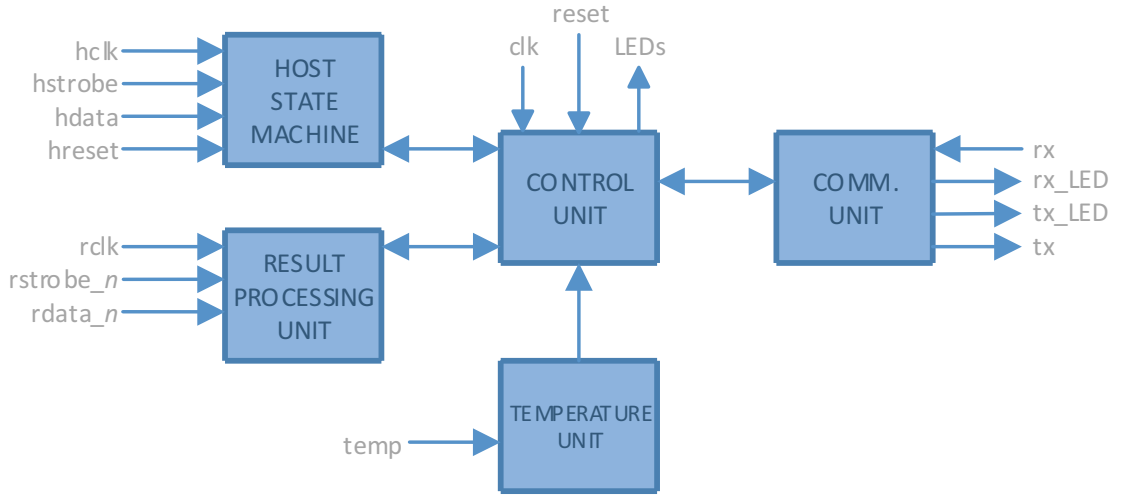 reset
clk
LEDs
hclk
hstrobe
hdata
hreset
HOST
STATE
MACHINE
CONTROL
UNIT
COMM.
UNIT
rx
rx_LED
tx_LED
tx
rclk
rstrobe_n
rdata_n
RESULT
PROCESSING
UNIT
temp
TEMPERATURE
UNIT